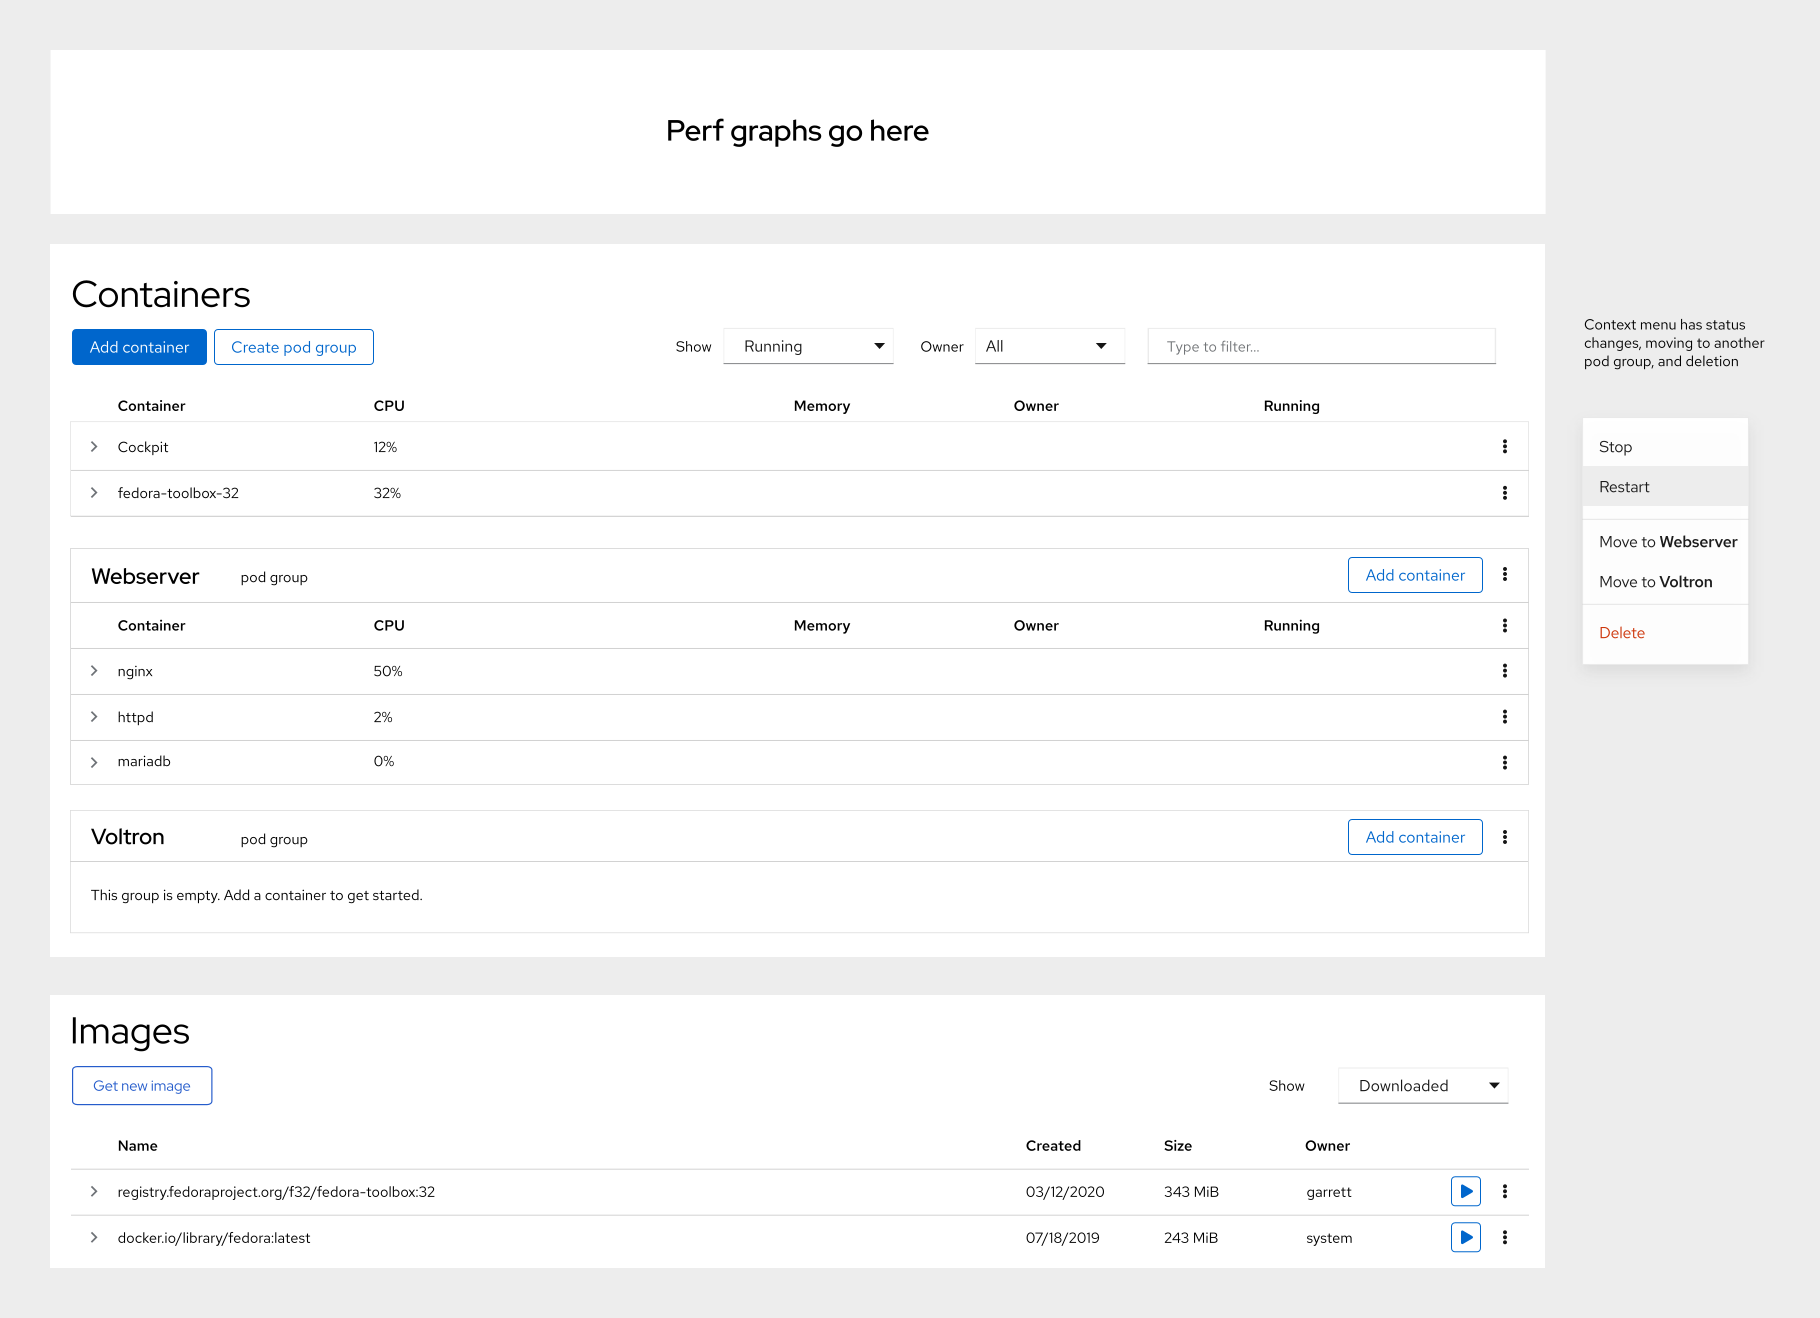 Perf graphs go here
Containers
Add container Create pod group Show Running Owner All Type to filter...
Container CPU Memory Owner Running
Cockpit 12%
fedora-toolbox-32 32%
Webserver pod group Add container
Container CPU Memory Owner Running
nginx 50%
httpd 2%
mariadb 0%
Voltron pod group Add container
This group is empty. Add a container to get started.
Images
Get new image Show Downloaded
Name Created Size Owner
registry.fedoraproject.org/f32/fedora-toolbox:32 03/12/2020 343 MiB garrett
docker.io/library/fedora:latest 07/18/2019 243 MiB system
Context menu has status
changes, moving to another
pod group, and deletion
Stop
Restart
Move to Webserver
Move to Voltron
Delete